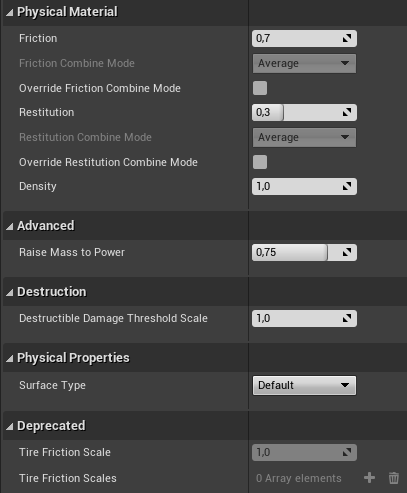 Physical Material
Friction 0,7
Friction Combine Mode Average
Override Friction Combine Mode
Restitution 0,3
Restitution Combine Mode Average
Override Restitution Combine Mode
Density 1,0
Advanced
Raise Mass to Power 0,75
Destruction
Destructible Damage Threshold Scale 1,0
Physical Properties
Surface Type Default
Deprecated
Tire Friction Scale 1,0
Tire Friction Scales 0 Array elements